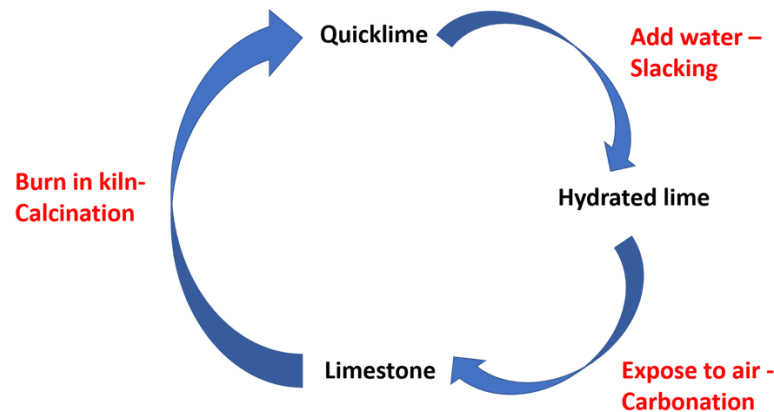 Quicklime
Add water –
Slacking
Burn in kiln-
Calcination
Hydrated lime
Limestone
Expose to air -
Carbonation